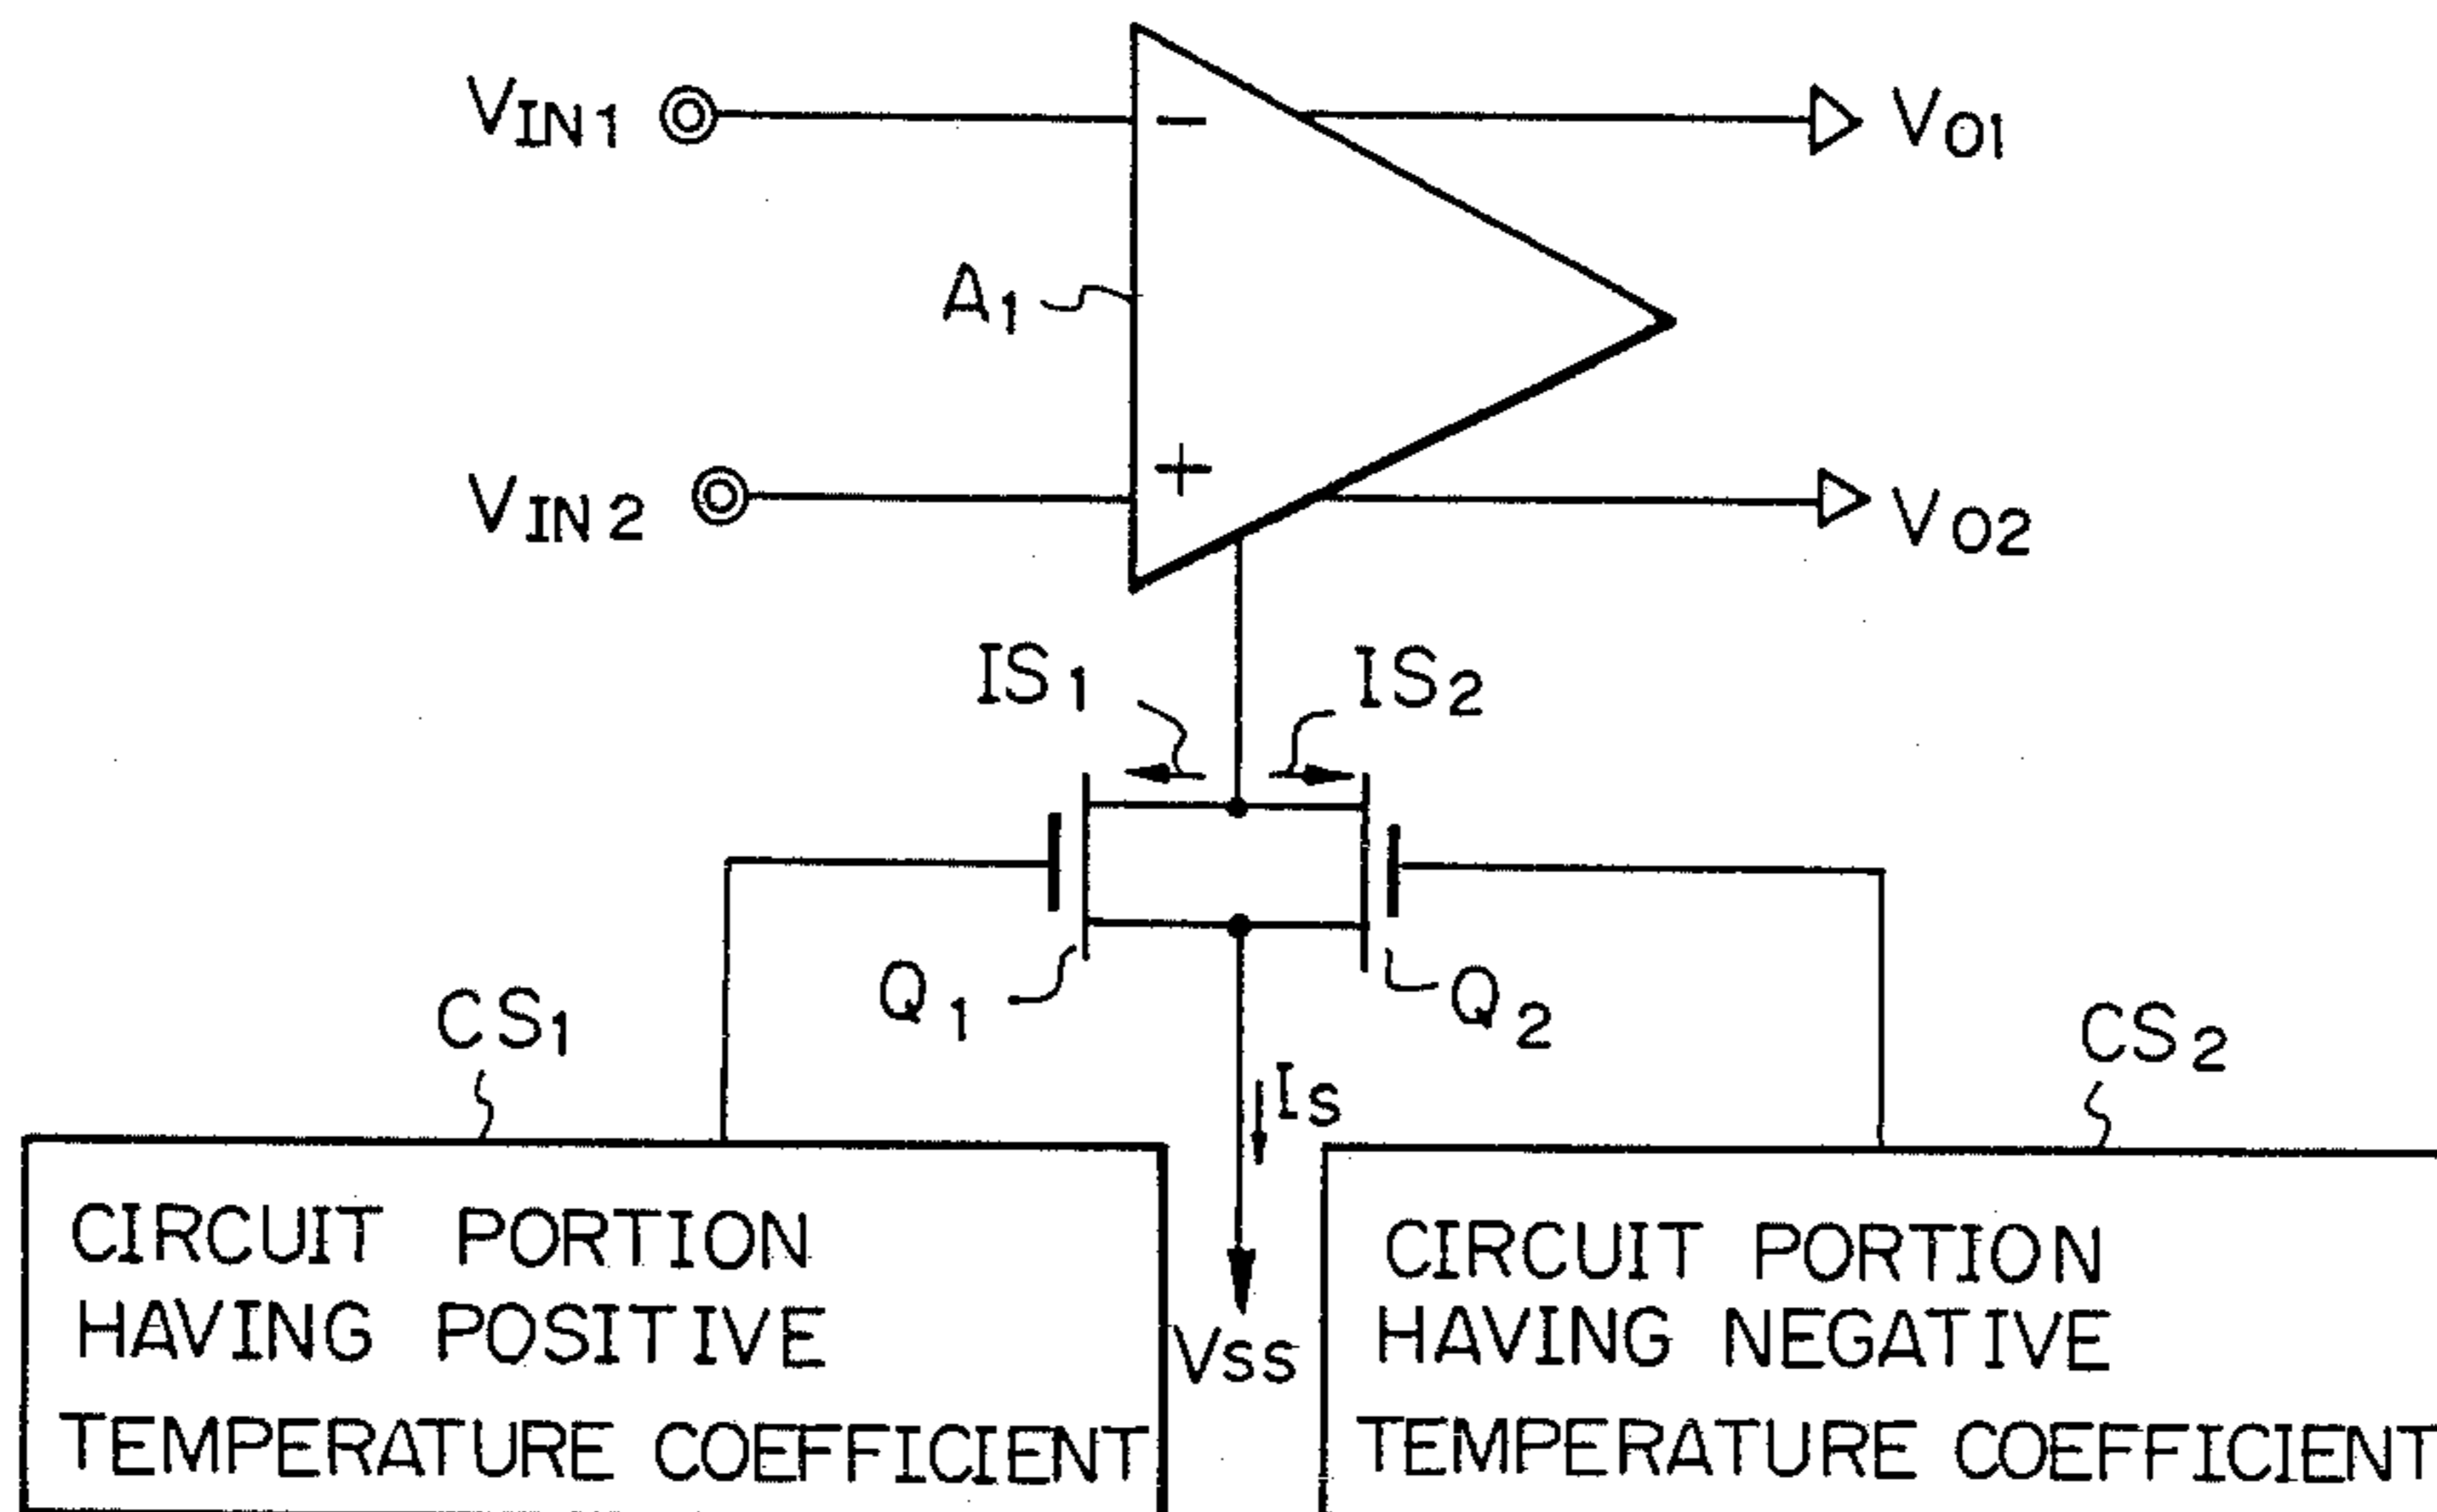 VIN1
VO1
A1
VIN2
VO2
IS1
IS2
Q1
Q2
CS1
CS2
IS
CIRCUIT PORTION
HAVING POSITIVE
TEMPERATURE COEFFICIENT
VSS
CIRCUIT PORTION
HAVING NEGATIVE
TEMPERATURE COEFFICIENT